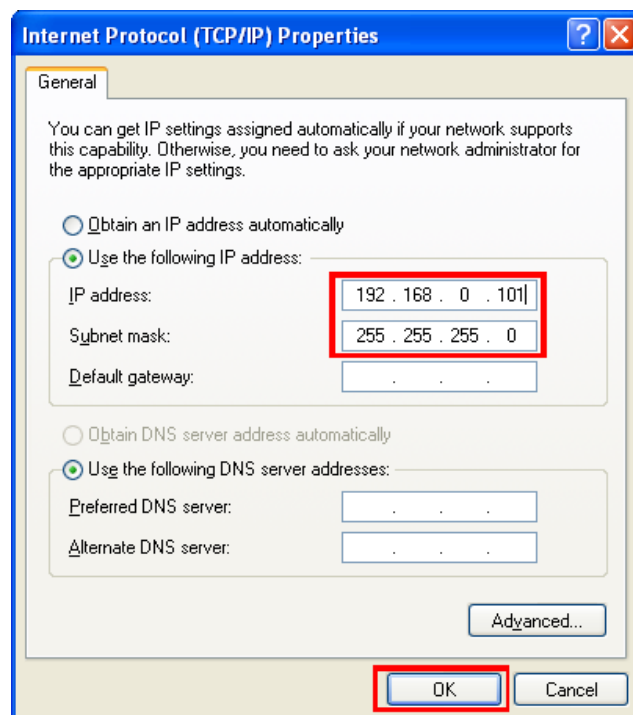 Internet Protocol (TCP/IP) Properties
General
You can get IP settings assigned automatically if your network supports
this capability. Otherwise, you need to ask your network administrator for
the appropriate IP settings.
Obtain an IP address automatically
Use the following IP address:
IP address: 192 . 168 . 0 . 101
Subnet mask: 255 . 255 . 255 . 0
Default gateway: . . .
Obtain DNS server address automatically
Use the following DNS server addresses:
Preferred DNS server: . . .
Alternate DNS server: . . .
Advanced...
OK Cancel